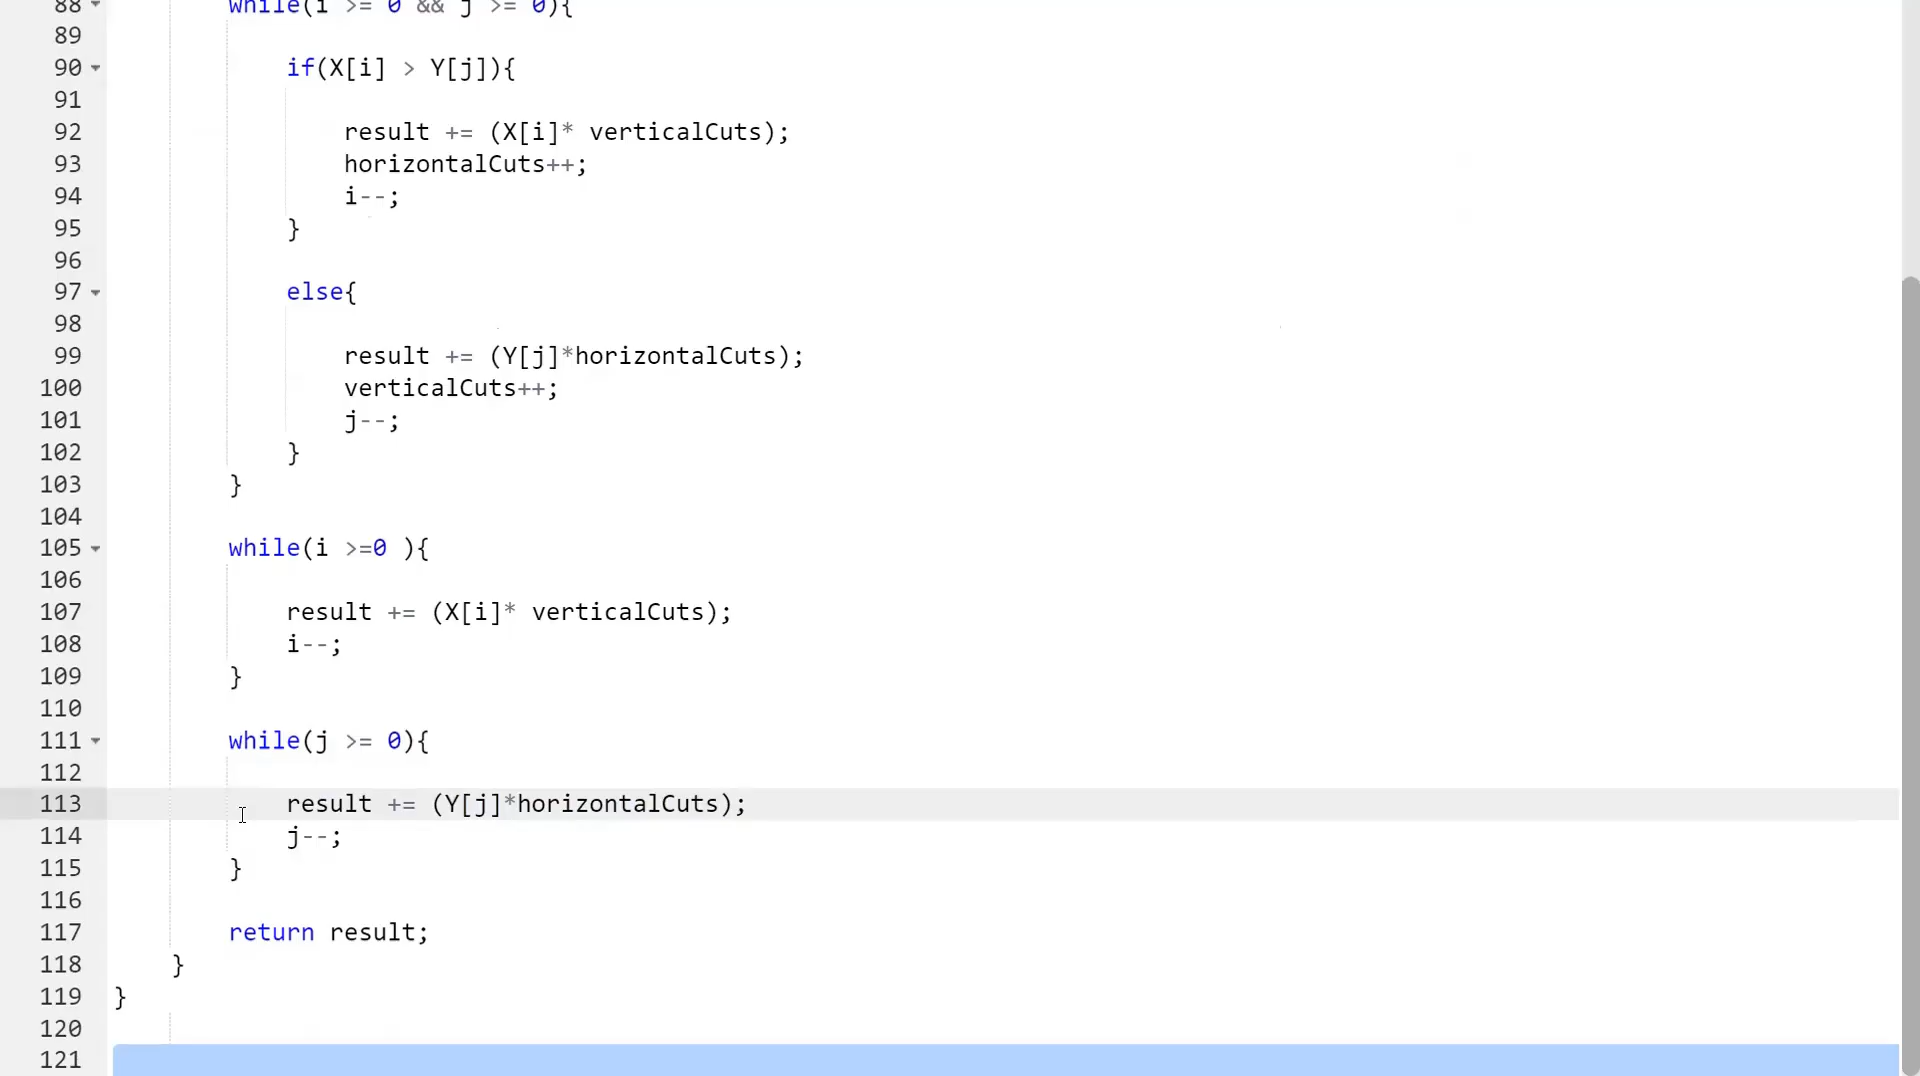 88 while(i >= 0 && j >= 0){
89
90 if(X[i] > Y[j]){
91
92 result += (X[i]* verticalCuts);
93 horizontalCuts++;
94 i--;
95 }
96
97 else{
98
99 result += (Y[j]*horizontalCuts);
100 verticalCuts++;
101 j--;
102 }
103 }
104
105 while(i >=0 ){
106
107 result += (X[i]* verticalCuts);
108 i--;
109 }
110
111 while(j >= 0){
112
113 result += (Y[j]*horizontalCuts);
114 j--;
115 }
116
117 return result;
118 }
119 }
120
121